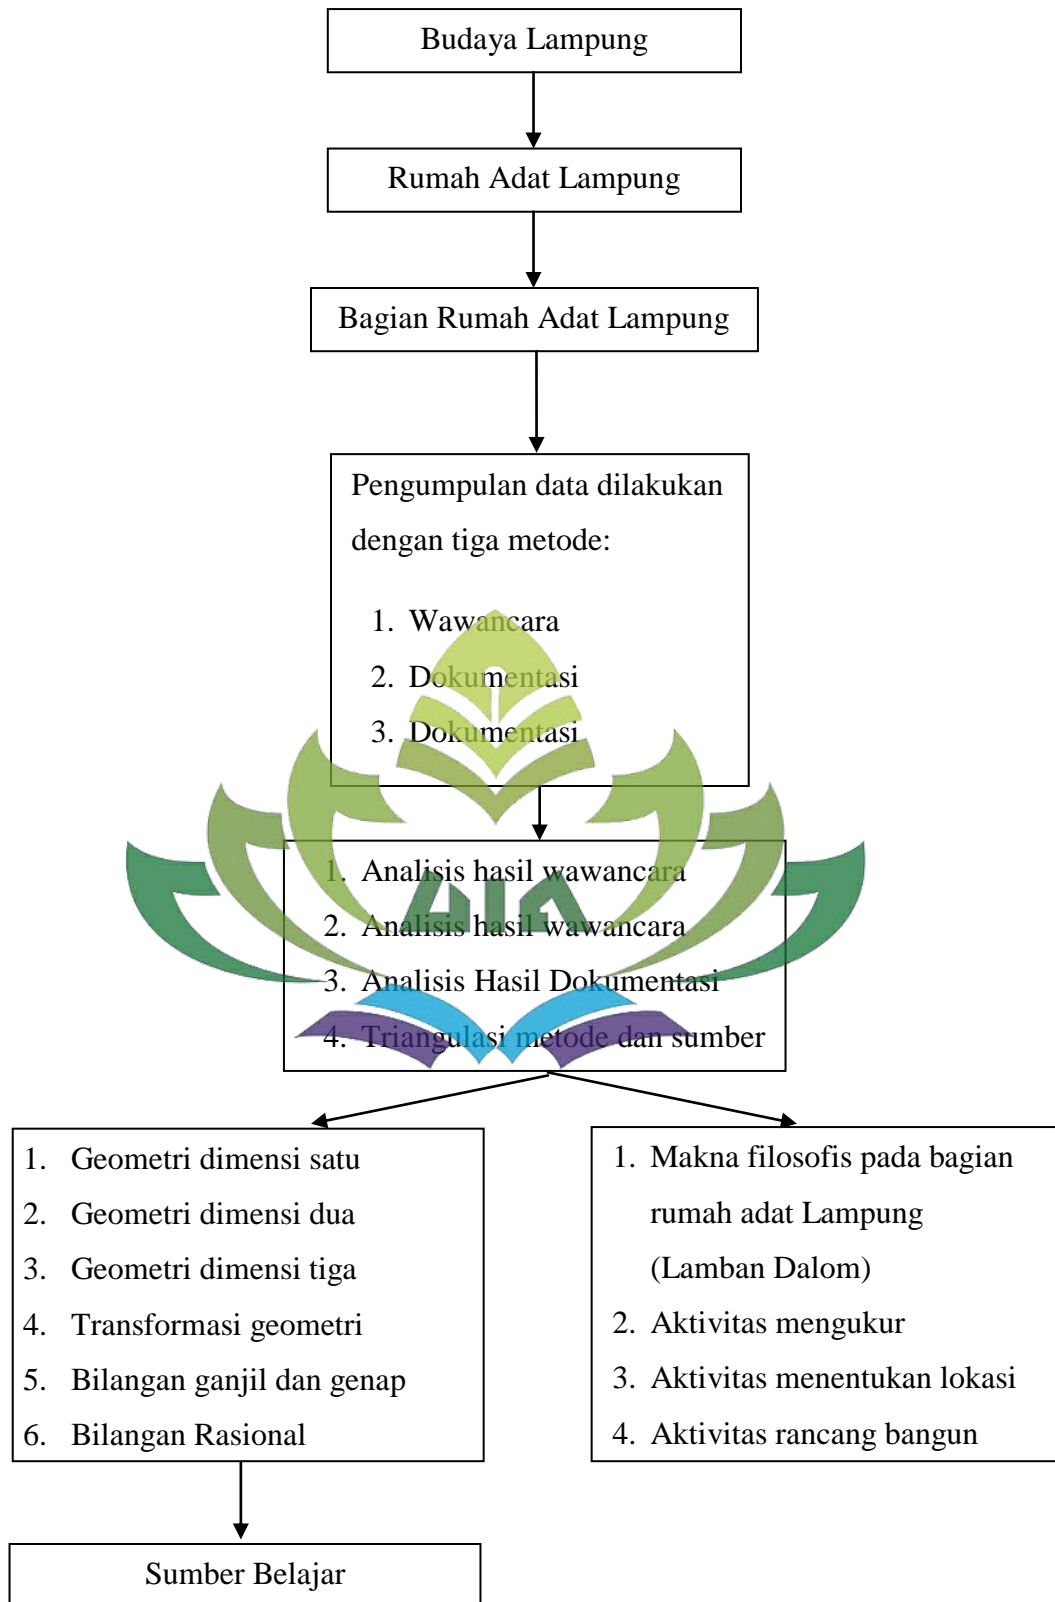 Budaya Lampung
Rumah Adat Lampung
Bagian Rumah Adat Lampung
Pengumpulan data dilakukan
dengan tiga metode:
1. Wawancara
2. Dokumentasi
3. Dokumentasi
1. Analisis hasil wawancara
2. Analisis hasil wawancara
3. Analisis Hasil Dokumentasi
4. Triangulasi metode dan sumber
1. Geometri dimensi satu
2. Geometri dimensi dua
3. Geometri dimensi tiga
4. Transformasi geometri
5. Bilangan ganjil dan genap
6. Bilangan Rasional
1. Makna filosofis pada bagian
rumah adat Lampung
(Lamban Dalom)
2. Aktivitas mengukur
3. Aktivitas menentukan lokasi
4. Aktivitas rancang bangun
Sumber Belajar